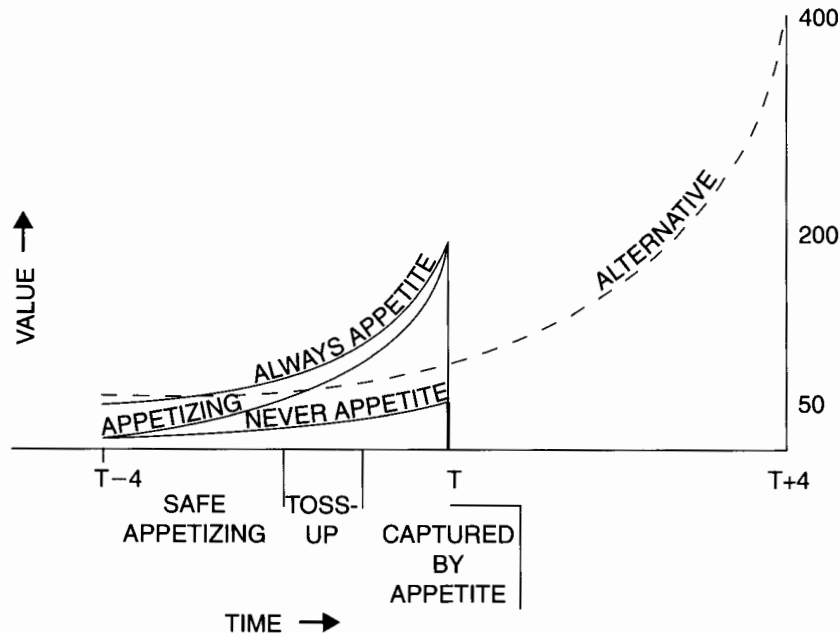 400
ALTERNATIVE
200
VALUE →
ALWAYS APPETITE
APPETIZING
NEVER APPETITE
50
T−4
T
T+4
SAFE
APPETIZING
TOSS-
UP
CAPTURED
BY
APPETITE
TIME →